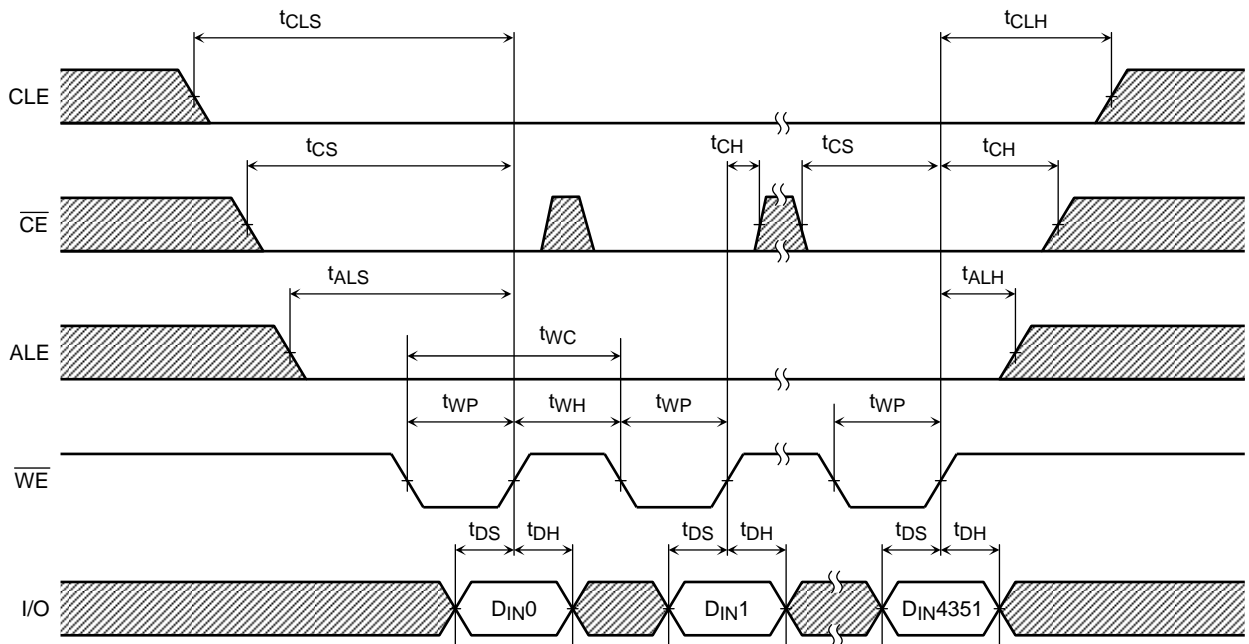 tCLS tCLH
CLE
tCS tCH tCS tCH
CE
tALS tALH
tWC
ALE
tWP tWH tWP tWP
WE
tDS tDH tDS tDH tDS tDH
I/O DIN0 DIN1 DIN4351